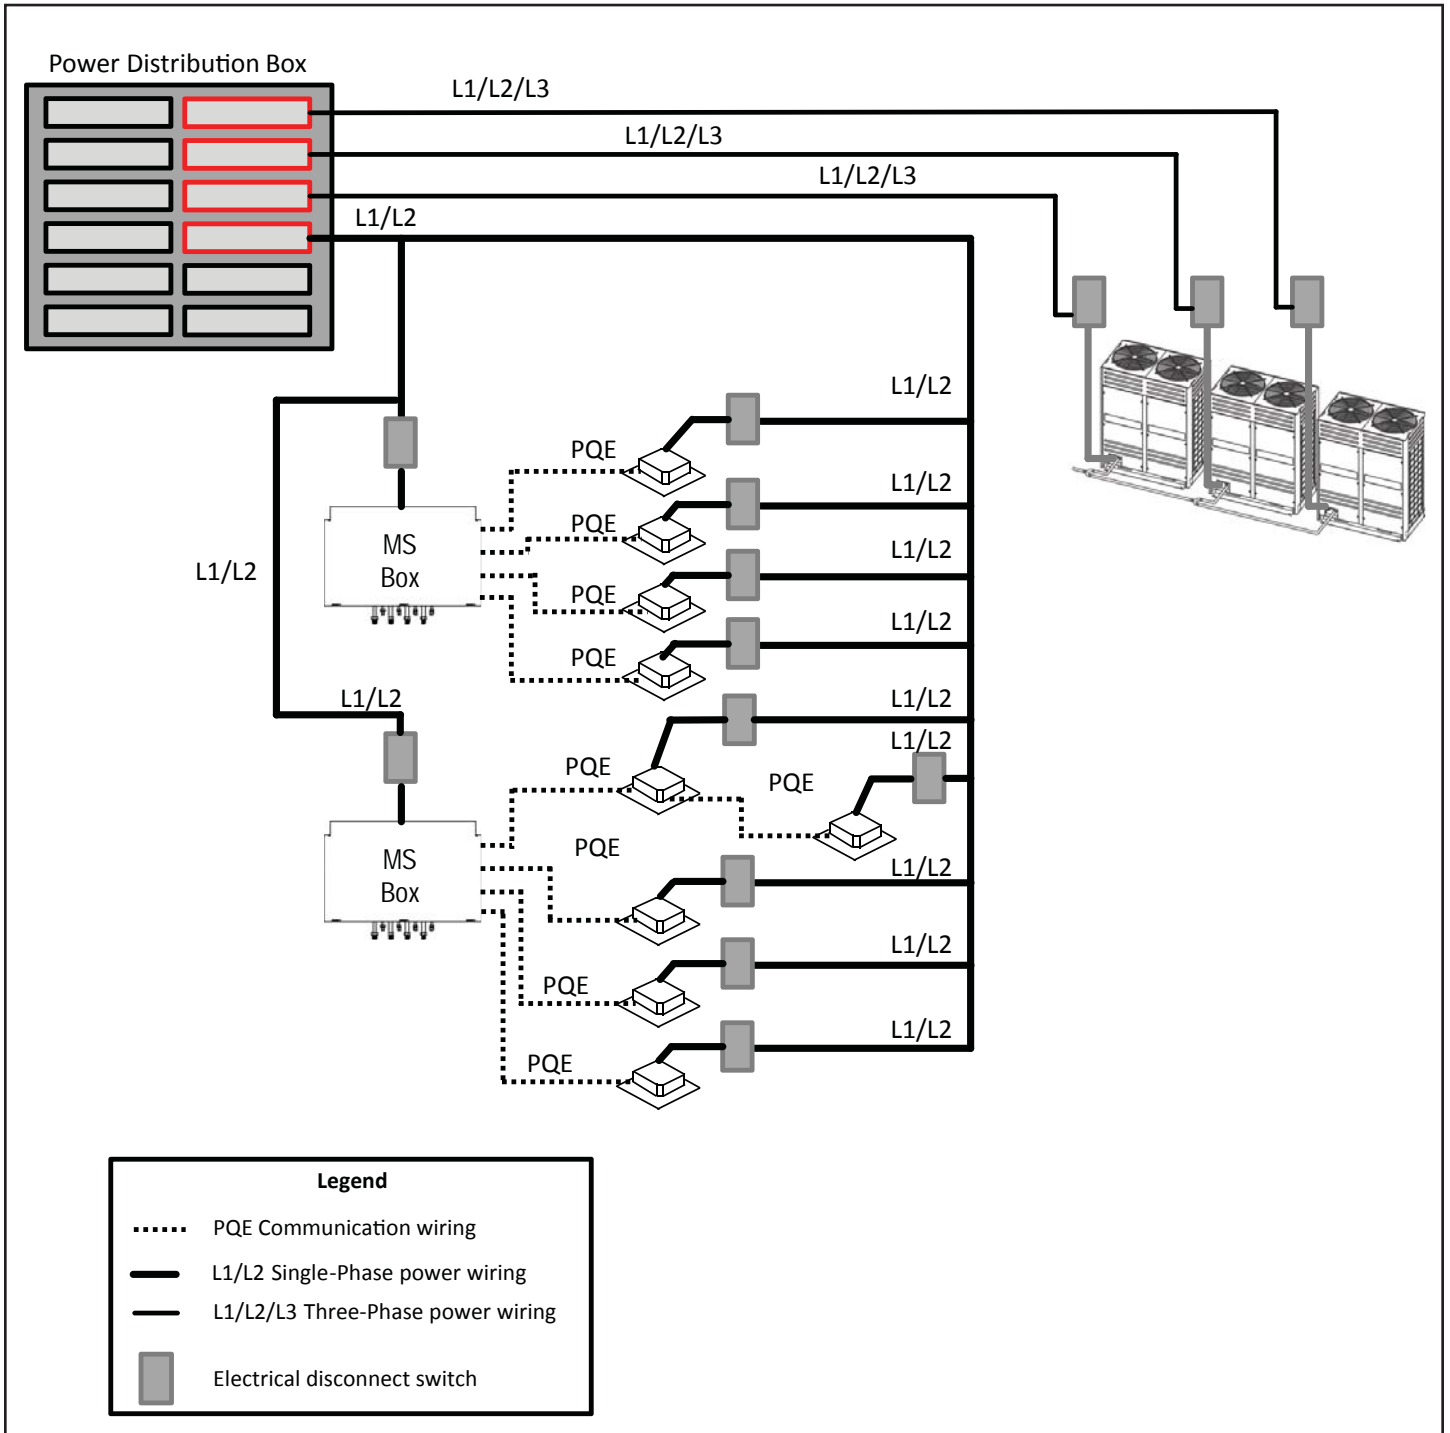 Power Distribution Box
L1/L2/L3
L1/L2/L3
L1/L2/L3
L1/L2
L1/L2
PQE
L1/L2
PQE
MS
Box
L1/L2
L1/L2
PQE
L1/L2
PQE
L1/L2
L1/L2
L1/L2
PQE
PQE
PQE
MS
Box
L1/L2
L1/L2
PQE
L1/L2
PQE
Legend
PQE Communication wiring
L1/L2 Single-Phase power wiring
L1/L2/L3 Three-Phase power wiring
Electrical disconnect switch